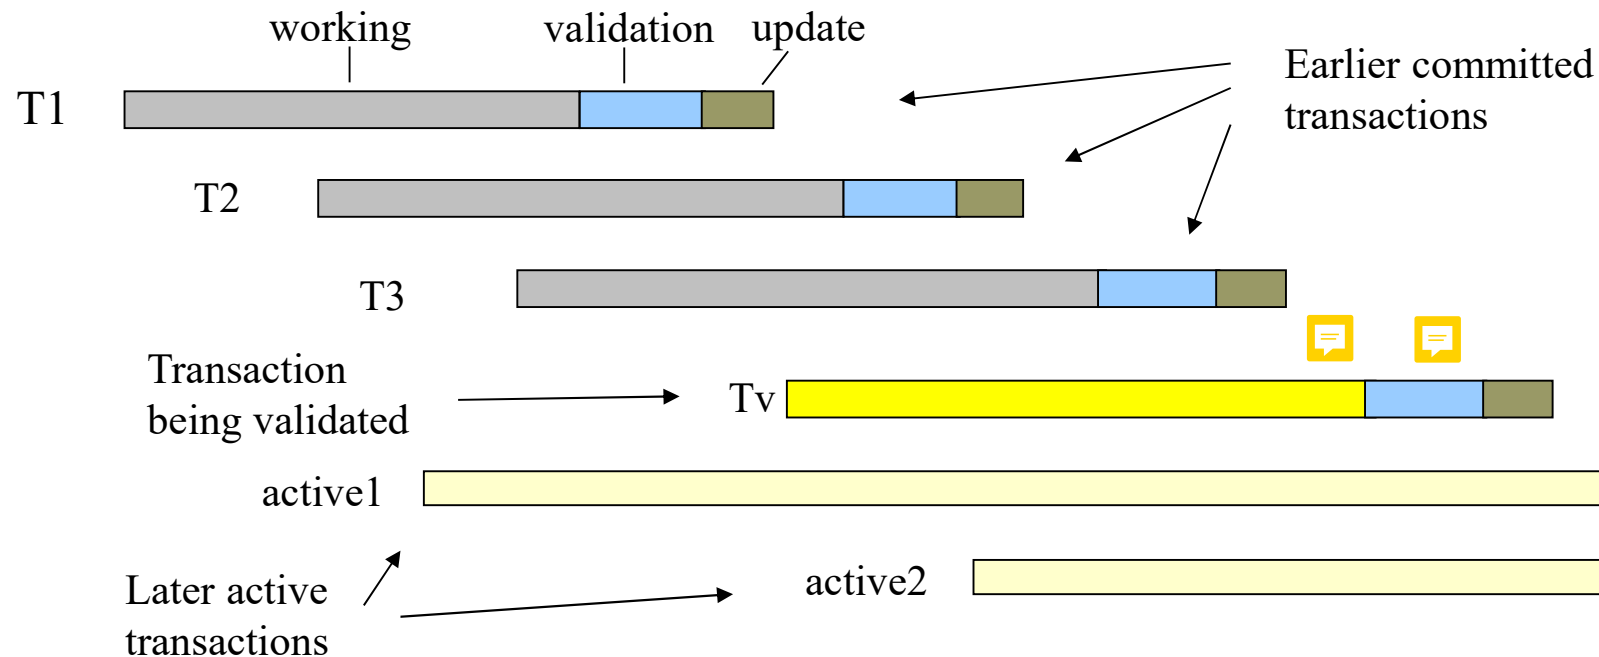 working validation update
Earlier committed
transactions
T1
T2
T3
Transaction
being validated
Tv
active1
active2
Later active
transactions